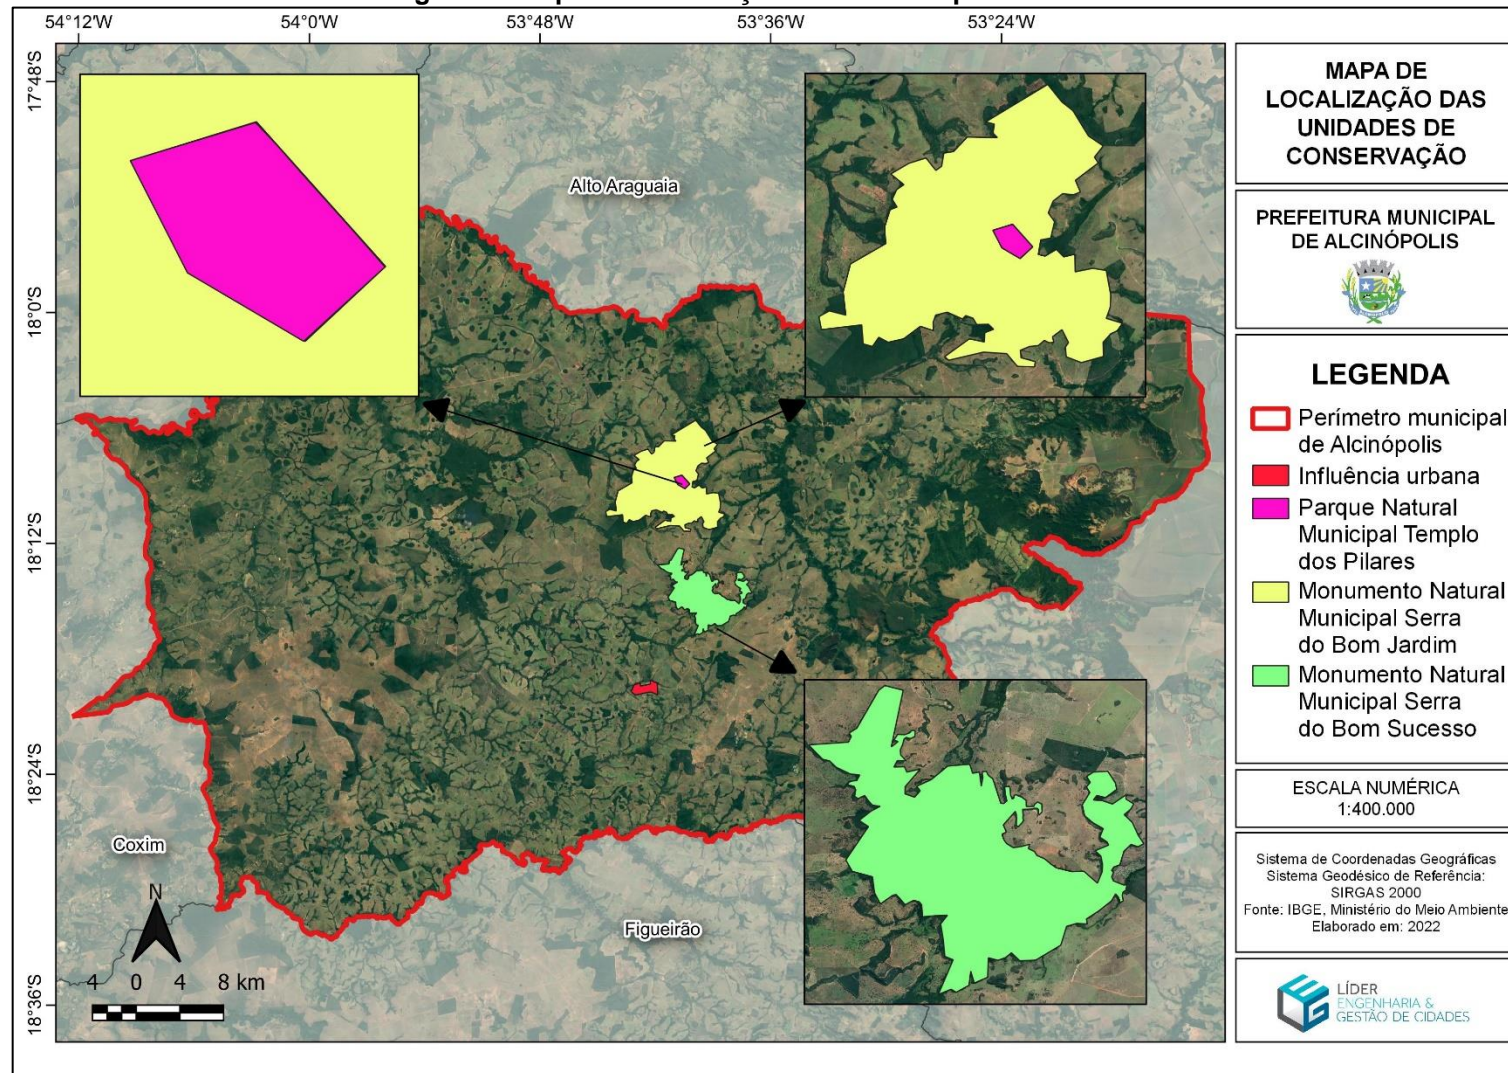 54°12'W
54°0'W
53°48'W
53°36'W
53°24'W
17°48'S
18°0'S
18°12'S
18°24'S
18°36'S
Alto Araguaia
Coxim
Figueirão
N
4 0 4 8 km
MAPA DE
LOCALIZAÇÃO DAS
UNIDADES DE
CONSERVAÇÃO
PREFEITURA MUNICIPAL
DE ALCINÓPOLIS
LEGENDA
Perímetro municipal
de Alcinópolis
Influência urbana
Parque Natural
Municipal Templo
dos Pilares
Monumento Natural
Municipal Serra
do Bom Jardim
Monumento Natural
Municipal Serra
do Bom Sucesso
ESCALA NUMÉRICA
1:400.000
Sistema de Coordenadas Geográficas
Sistema Geodésico de Referência:
SIRGAS 2000
Fonte: IBGE, Ministério do Meio Ambiente
Elaborado em: 2022
LÍDER
ENGENHARIA &
GESTÃO DE CIDADES